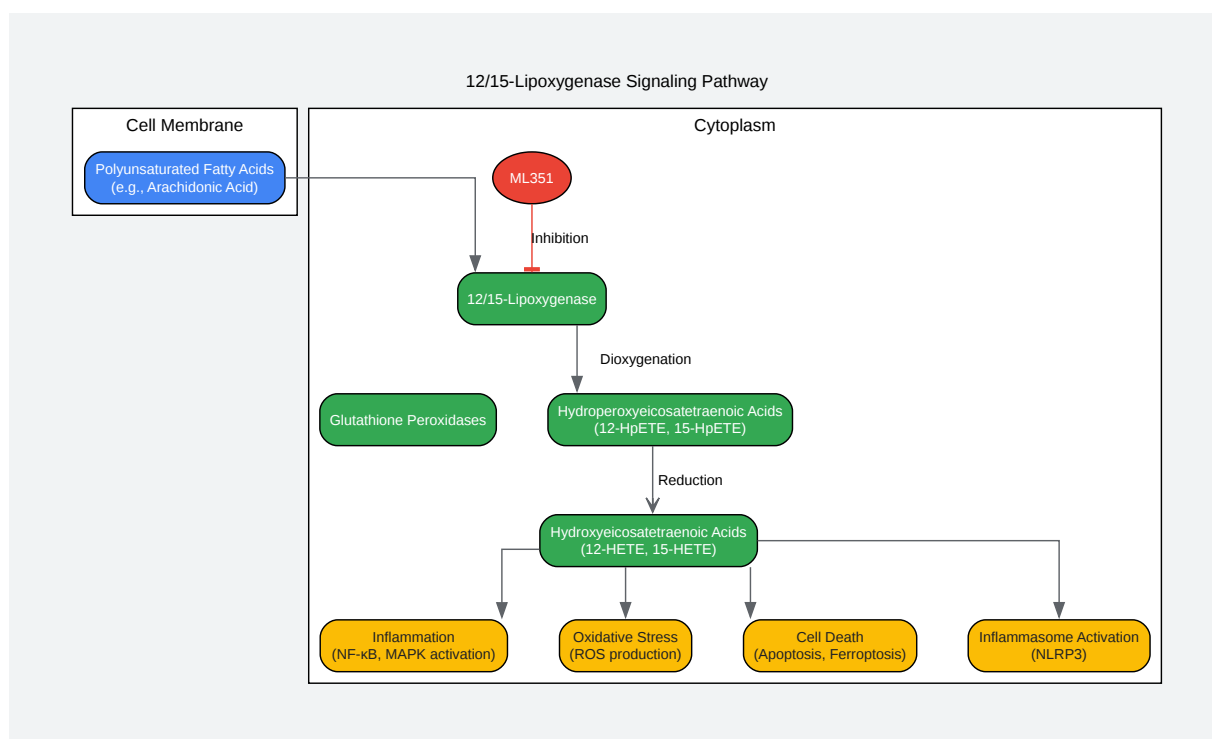 12/15-Lipoxygenase Signaling Pathway
Cell Membrane
Cytoplasm
Polyunsaturated Fatty Acids
(e.g., Arachidonic Acid)
ML351
Inhibition
12/15-Lipoxygenase
Dioxygenation
Glutathione Peroxidases
Hydroperoxyeicosatetraenoic Acids
(12-HpETE, 15-HpETE)
Reduction
Hydroxyeicosatetraenoic Acids
(12-HETE, 15-HETE)
Inflammation
(NF-κB, MAPK activation)
Oxidative Stress
(ROS production)
Cell Death
(Apoptosis, Ferroptosis)
Inflammasome Activation
(NLRP3)